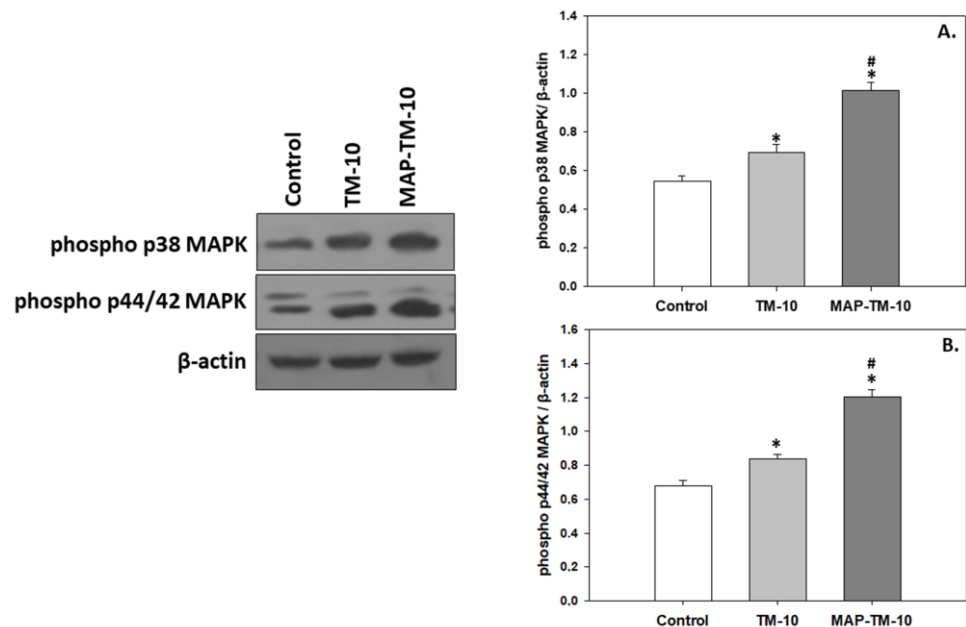 Control
TM-10
MAP-TM-10
phospho p38 MAPK
phospho p44/42 MAPK
β-actin
A.
phospho p38 MAPK/ β-actin
1.4
1.2
1.0
0.8
0.6
0.4
0.2
0.0
*
#
*
Control TM-10 MAP-TM-10
B.
phospho p44/42 MAPK / β-actin
1.6
1.4
1.2
1.0
0.8
0.6
0.4
0.2
0.0
*
#
*
Control TM-10 MAP-TM-10